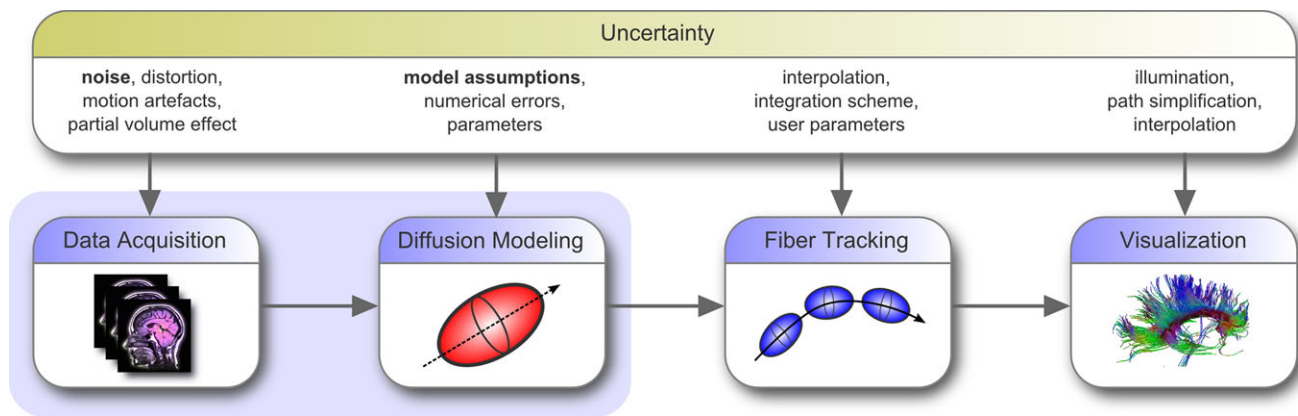 Uncertainty
noise, distortion,
motion artefacts,
partial volume effect
model assumptions,
numerical errors,
parameters
interpolation,
integration scheme,
user parameters
illumination,
path simplification,
interpolation
Data Acquisition
Diffusion Modeling
Fiber Tracking
Visualization